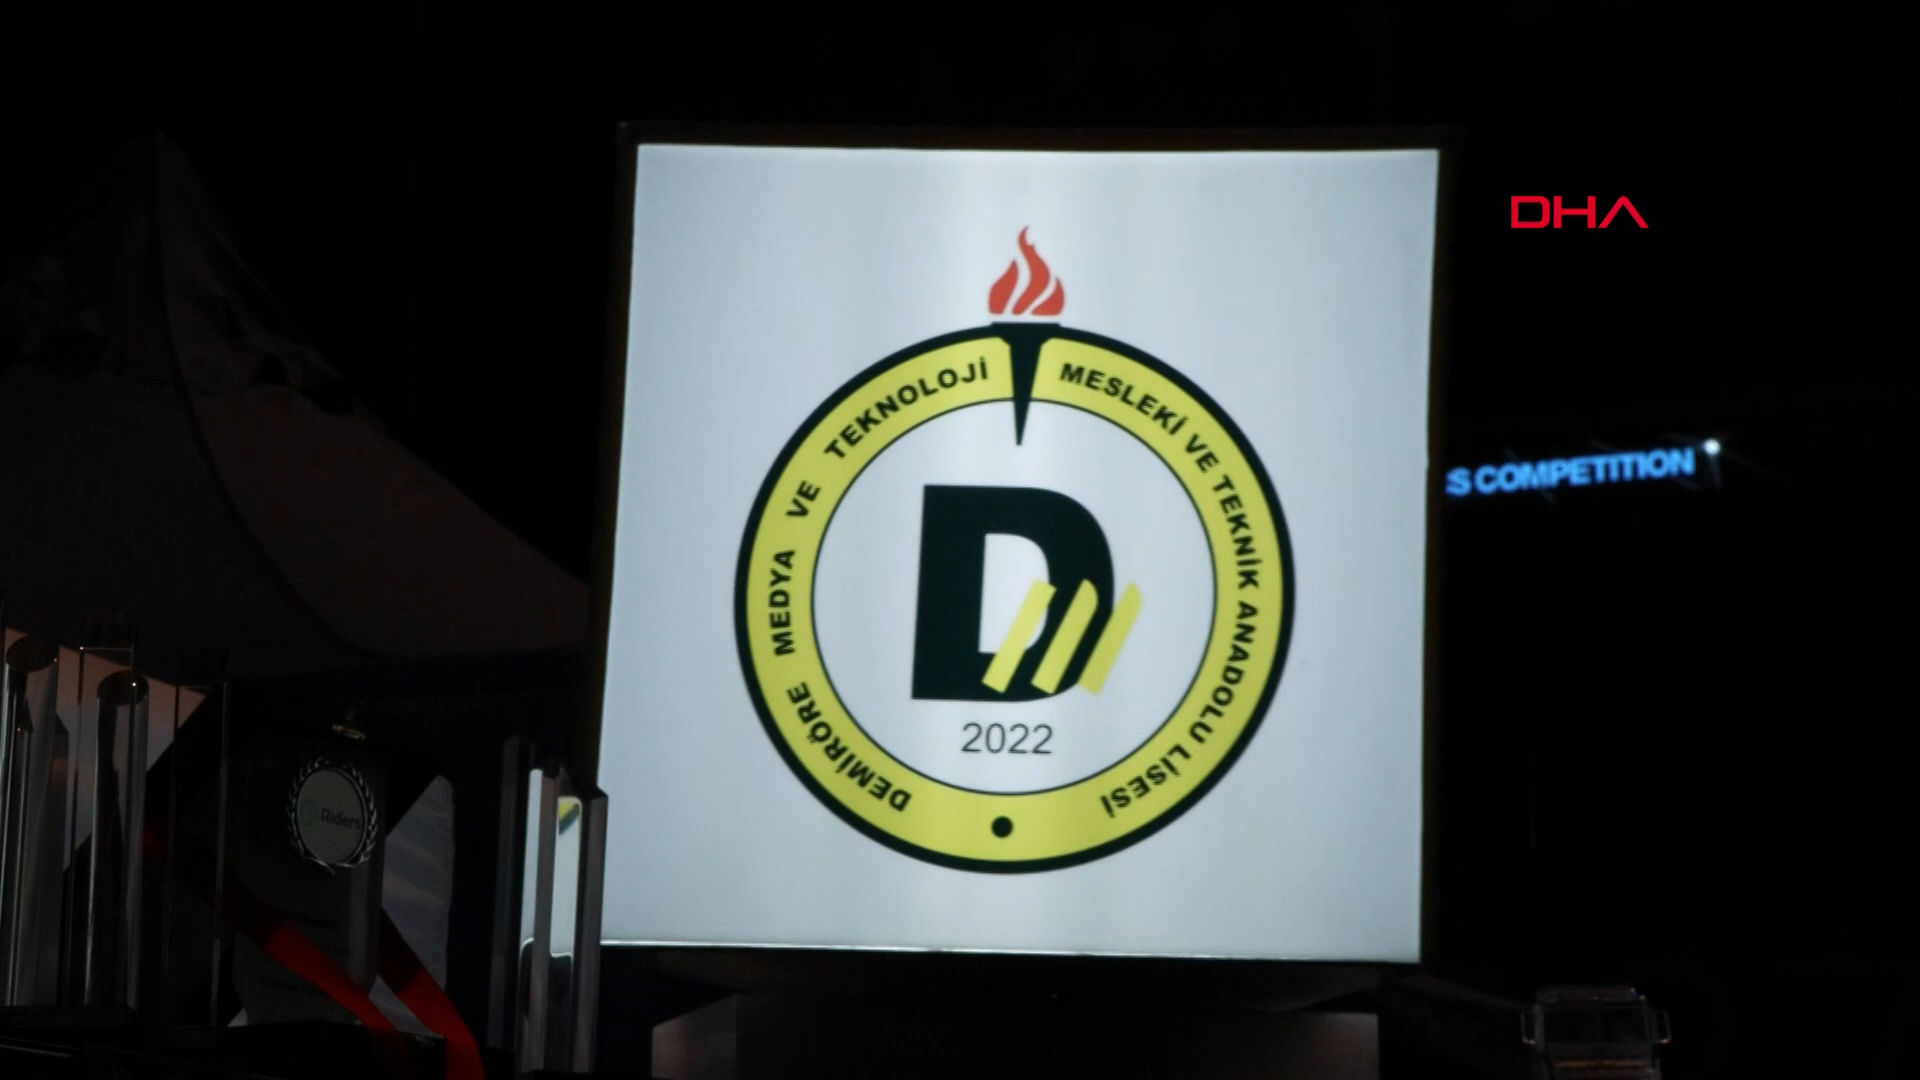 DHA
DEMİRÖRE MEDYA VE TEKNOLOJİ MESLEKİ VE TEKNİK ANADOLU LİSESİ
D
2022
S COMPETITION
Riders